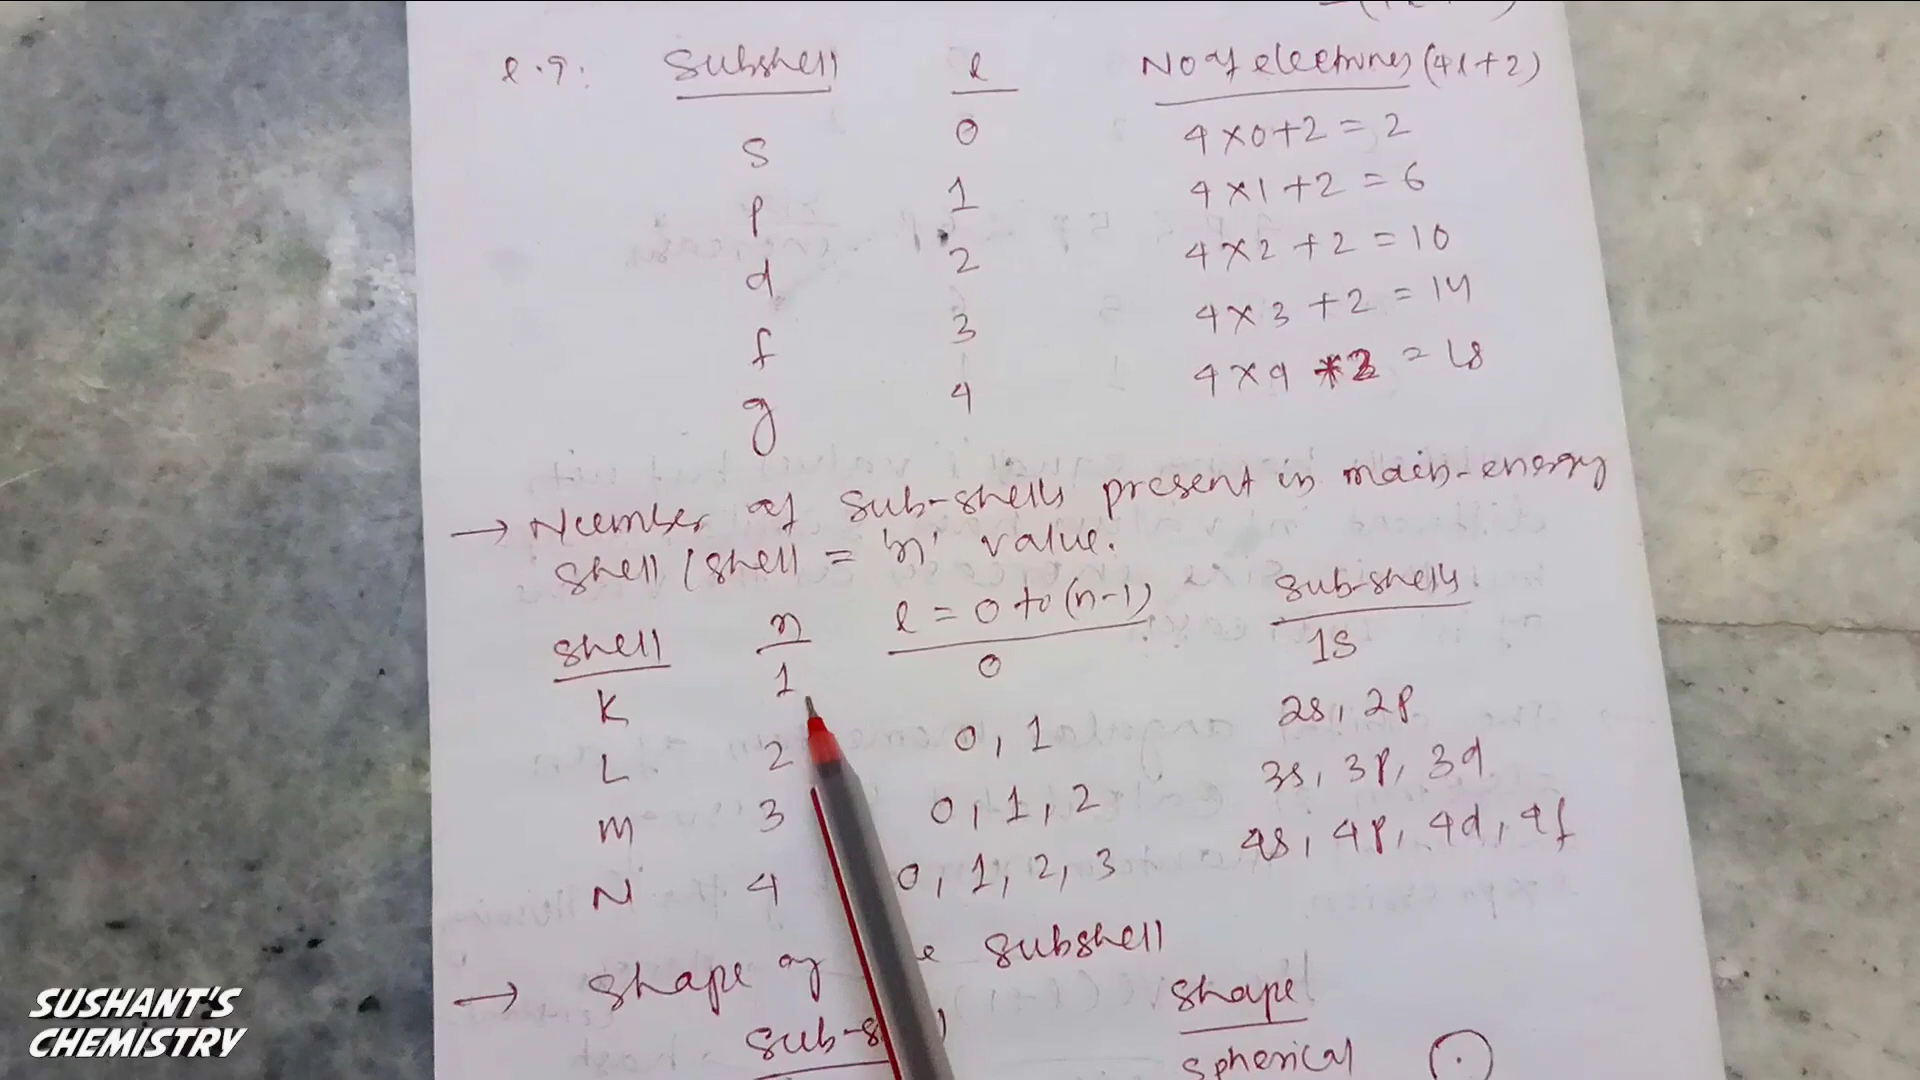 e.g: Subshell l No of electrones (4l+2)
s 0 4×0+2 = 2
p 1 4×1+2 = 6
d 2 4×2+2 = 10
f 3 4×3+2 = 14
g 4 4×4 +2 = 18
→ Number of sub-shells present in main-energy
shell (shell = 'n' value.
shell n l = 0 to (n-1) sub-shells
K 1 0 1s
L 2 0, 1 2s, 2p
M 3 0, 1, 2 3s, 3p, 3d
N 4 0, 1, 2, 3 4s, 4p, 4d, 4f
→ Shape of subshell
sub-s shape
spherical
SUSHANT'S
CHEMISTRY